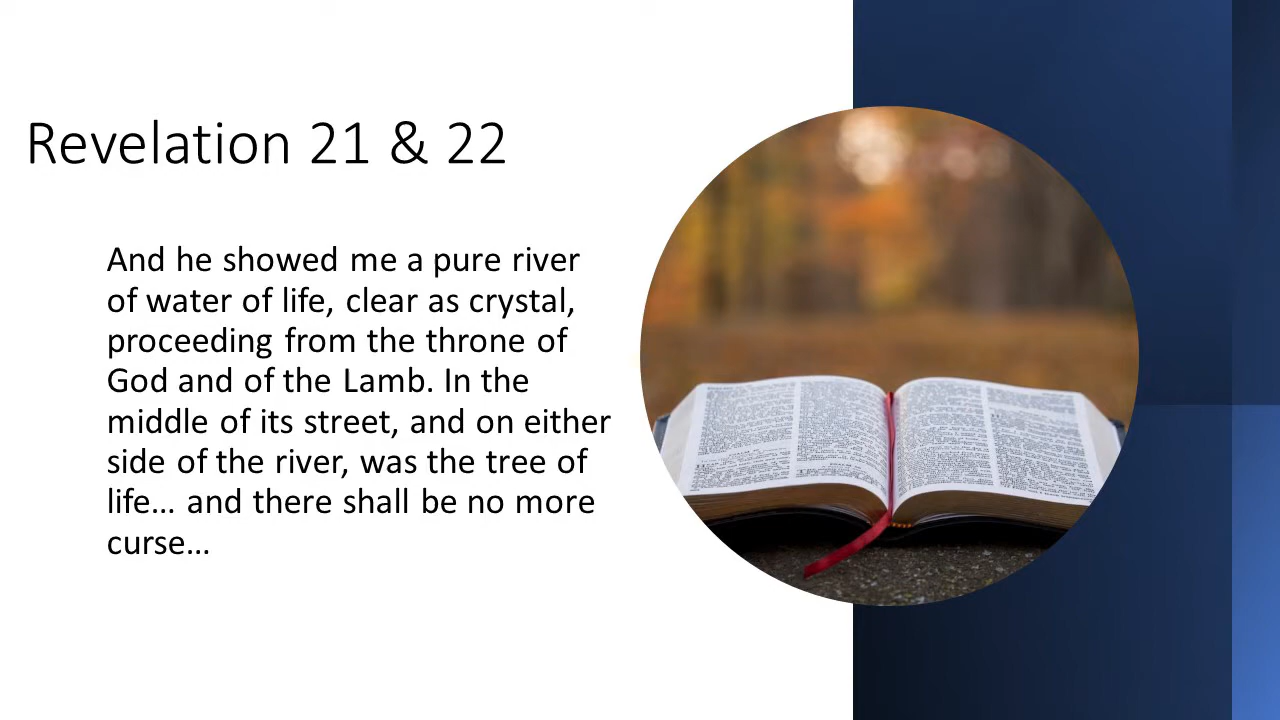 Revelation 21 & 22
And he showed me a pure river
of water of life, clear as crystal,
proceeding from the throne of
God and of the Lamb. In the
middle of its street, and on either
side of the river, was the tree of
life… and there shall be no more
curse…